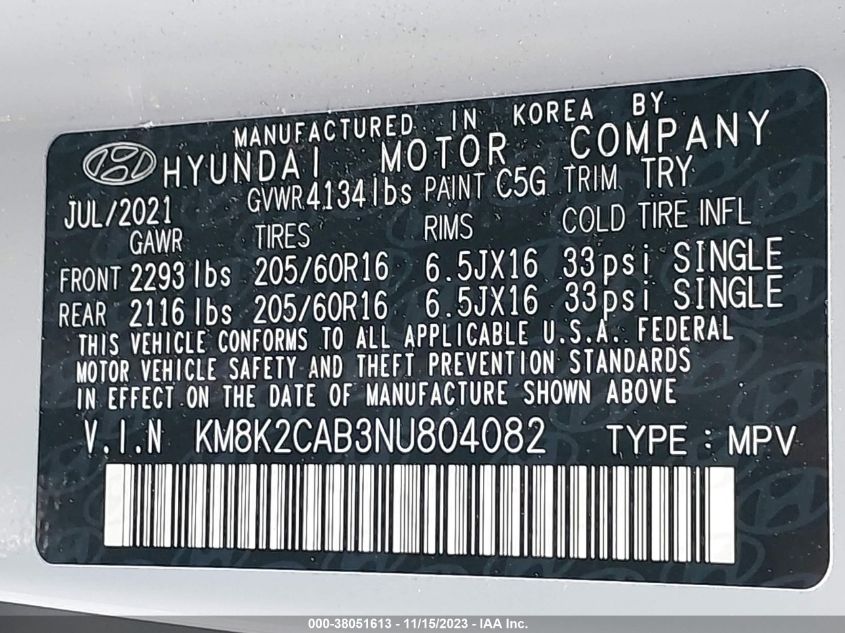 MANUFACTURED IN KOREA BY
HYUNDAI MOTOR COMPANY
JUL/2021 GVWR 4134 lbs PAINT C5G TRIM TRY
GAWR TIRES RIMS COLD TIRE INFL
FRONT 2293 lbs 205/60R16 6.5JX16 33psi SINGLE
REAR 2116 lbs 205/60R16 6.5JX16 33psi SINGLE
THIS VEHICLE CONFORMS TO ALL APPLICABLE U.S.A. FEDERAL
MOTOR VEHICLE SAFETY AND THEFT PREVENTION STANDARDS
IN EFFECT ON THE DATE OF MANUFACTURE SHOWN ABOVE
V.I.N KM8K2CAB3NU804082 TYPE : MPV
000-38051613 - 11/15/2023 - IAA Inc.